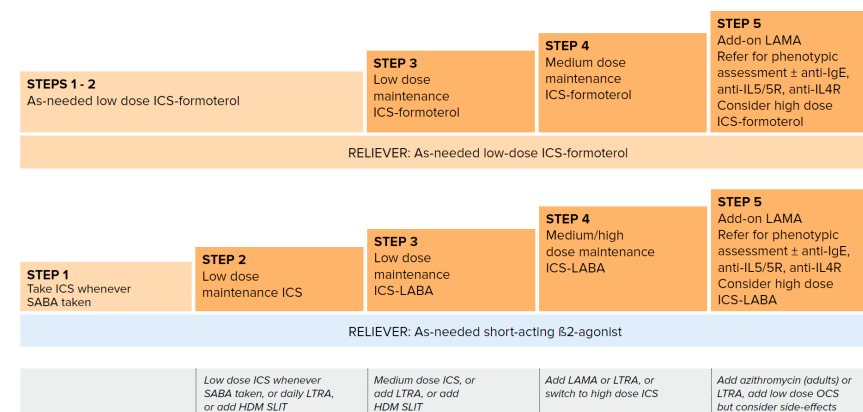 STEPS 1 - 2
As-needed low dose ICS-formoterol
STEP 3
Low dose
maintenance
ICS-formoterol
STEP 4
Medium dose
maintenance
ICS-formoterol
STEP 5
Add-on LAMA
Refer for phenotypic
assessment ± anti-IgE,
anti-IL5/5R, anti-IL4R
Consider high dose
ICS-formoterol
RELIEVER: As-needed low-dose ICS-formoterol
STEP 1
Take ICS whenever
SABA taken
STEP 2
Low dose
maintenance ICS
STEP 3
Low dose
maintenance
ICS-LABA
STEP 4
Medium/high
dose maintenance
ICS-LABA
STEP 5
Add-on LAMA
Refer for phenotypic
assessment ± anti-IgE,
anti-IL5/5R, anti-IL4R
Consider high dose
ICS-LABA
RELIEVER: As-needed short-acting ß2-agonist
Low dose ICS whenever
SABA taken, or daily LTRA,
or add HDM SLIT
Medium dose ICS, or
add LTRA, or add
HDM SLIT
Add LAMA or LTRA, or
switch to high dose ICS
Add azithromycin (adults) or
LTRA, add low dose OCS
but consider side-effects